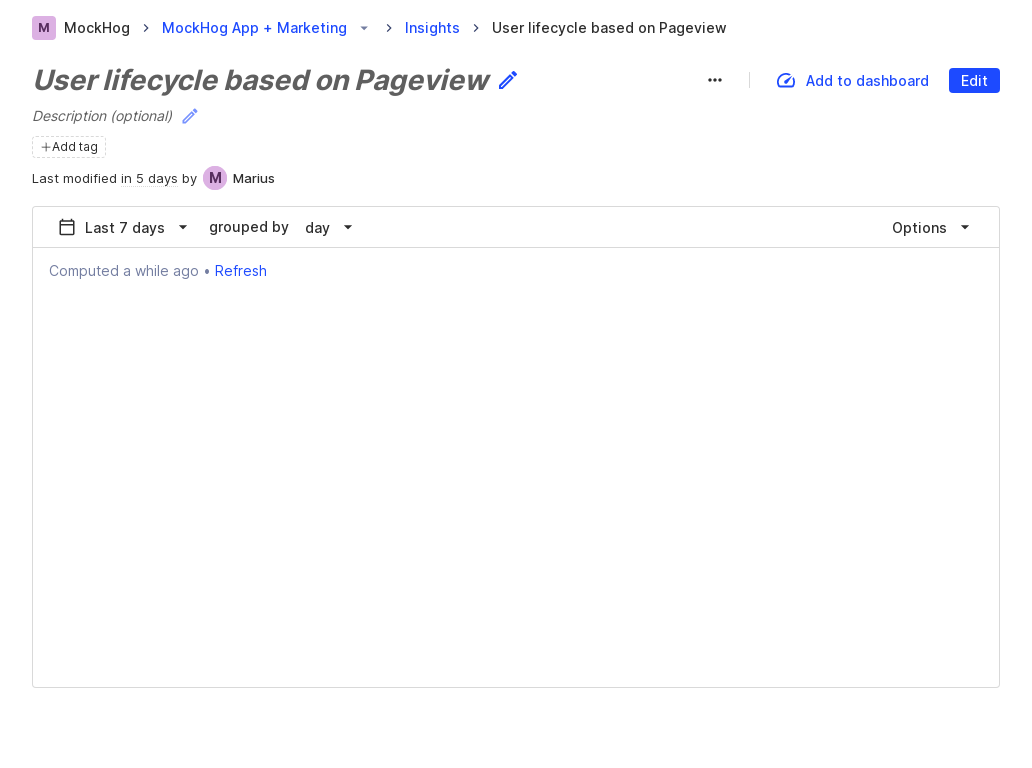 M MockHog MockHog App + Marketing Insights User lifecycle based on Pageview
User lifecycle based on Pageview
Add to dashboard Edit
Description (optional)
+Add tag
Last modified in 5 days by M Marius
Last 7 days grouped by day Options
Computed a while ago • Refresh